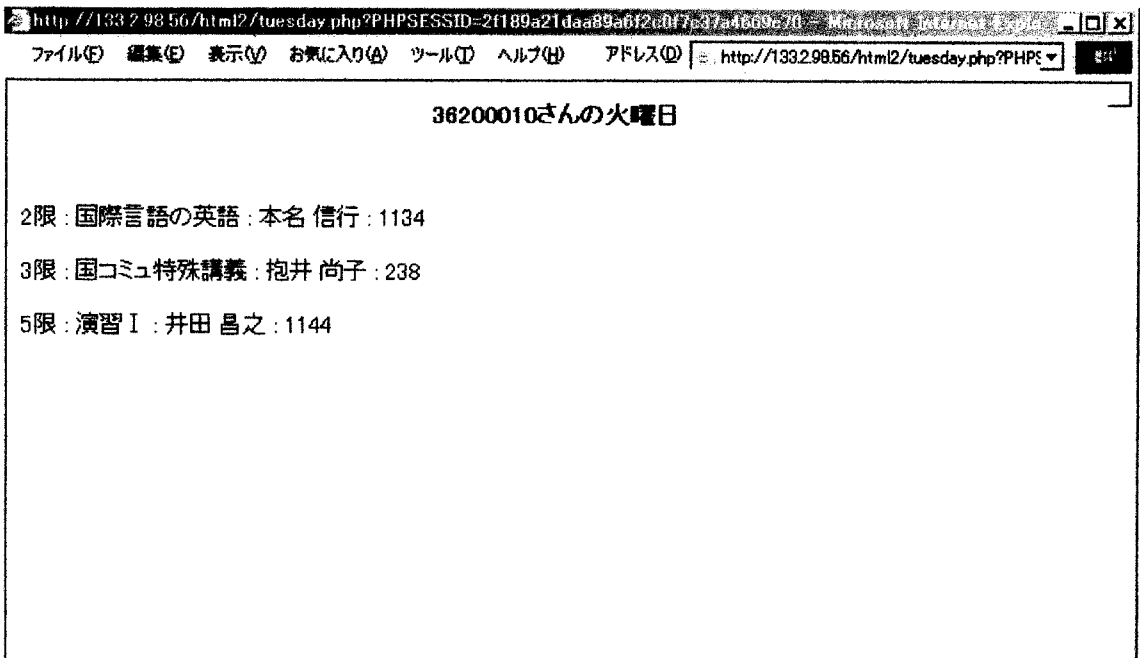 http://133.2.98.56/html2/tuesday.php?PHPSESSID=2f189a21daa89a6f2c0f7c37a4669c70 - Microsoft Internet Explor
ファイル(F) 編集(E) 表示(V) お気に入り(A) ツール(T) ヘルプ(H) アドレス(D) http://133.2.98.56/html2/tuesday.php?PHPS
36200010さんの火曜日
2限 : 国際言語の英語 : 本名 信行 : 1134
3限 : 国コミュ特殊講義 : 抱井 尚子 : 238
5限 : 演習Ⅰ : 井田 昌之 : 1144